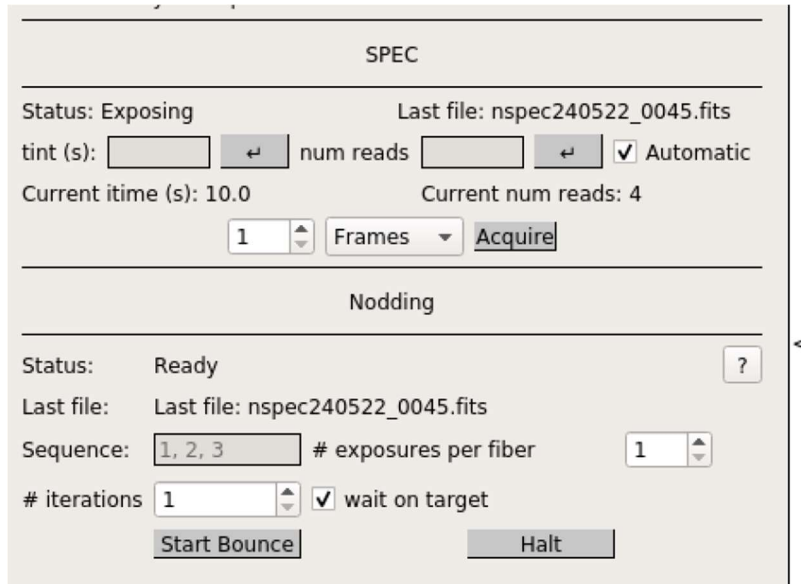 SPEC
Status: Exposing Last file: nspec240522_0045.fits
tint (s): ↵ num reads ↵ Automatic
Current itime (s): 10.0 Current num reads: 4
1 Frames Acquire
Nodding
Status: Ready ?
Last file: Last file: nspec240522_0045.fits
Sequence: 1, 2, 3 # exposures per fiber 1
# iterations 1 wait on target
Start Bounce Halt